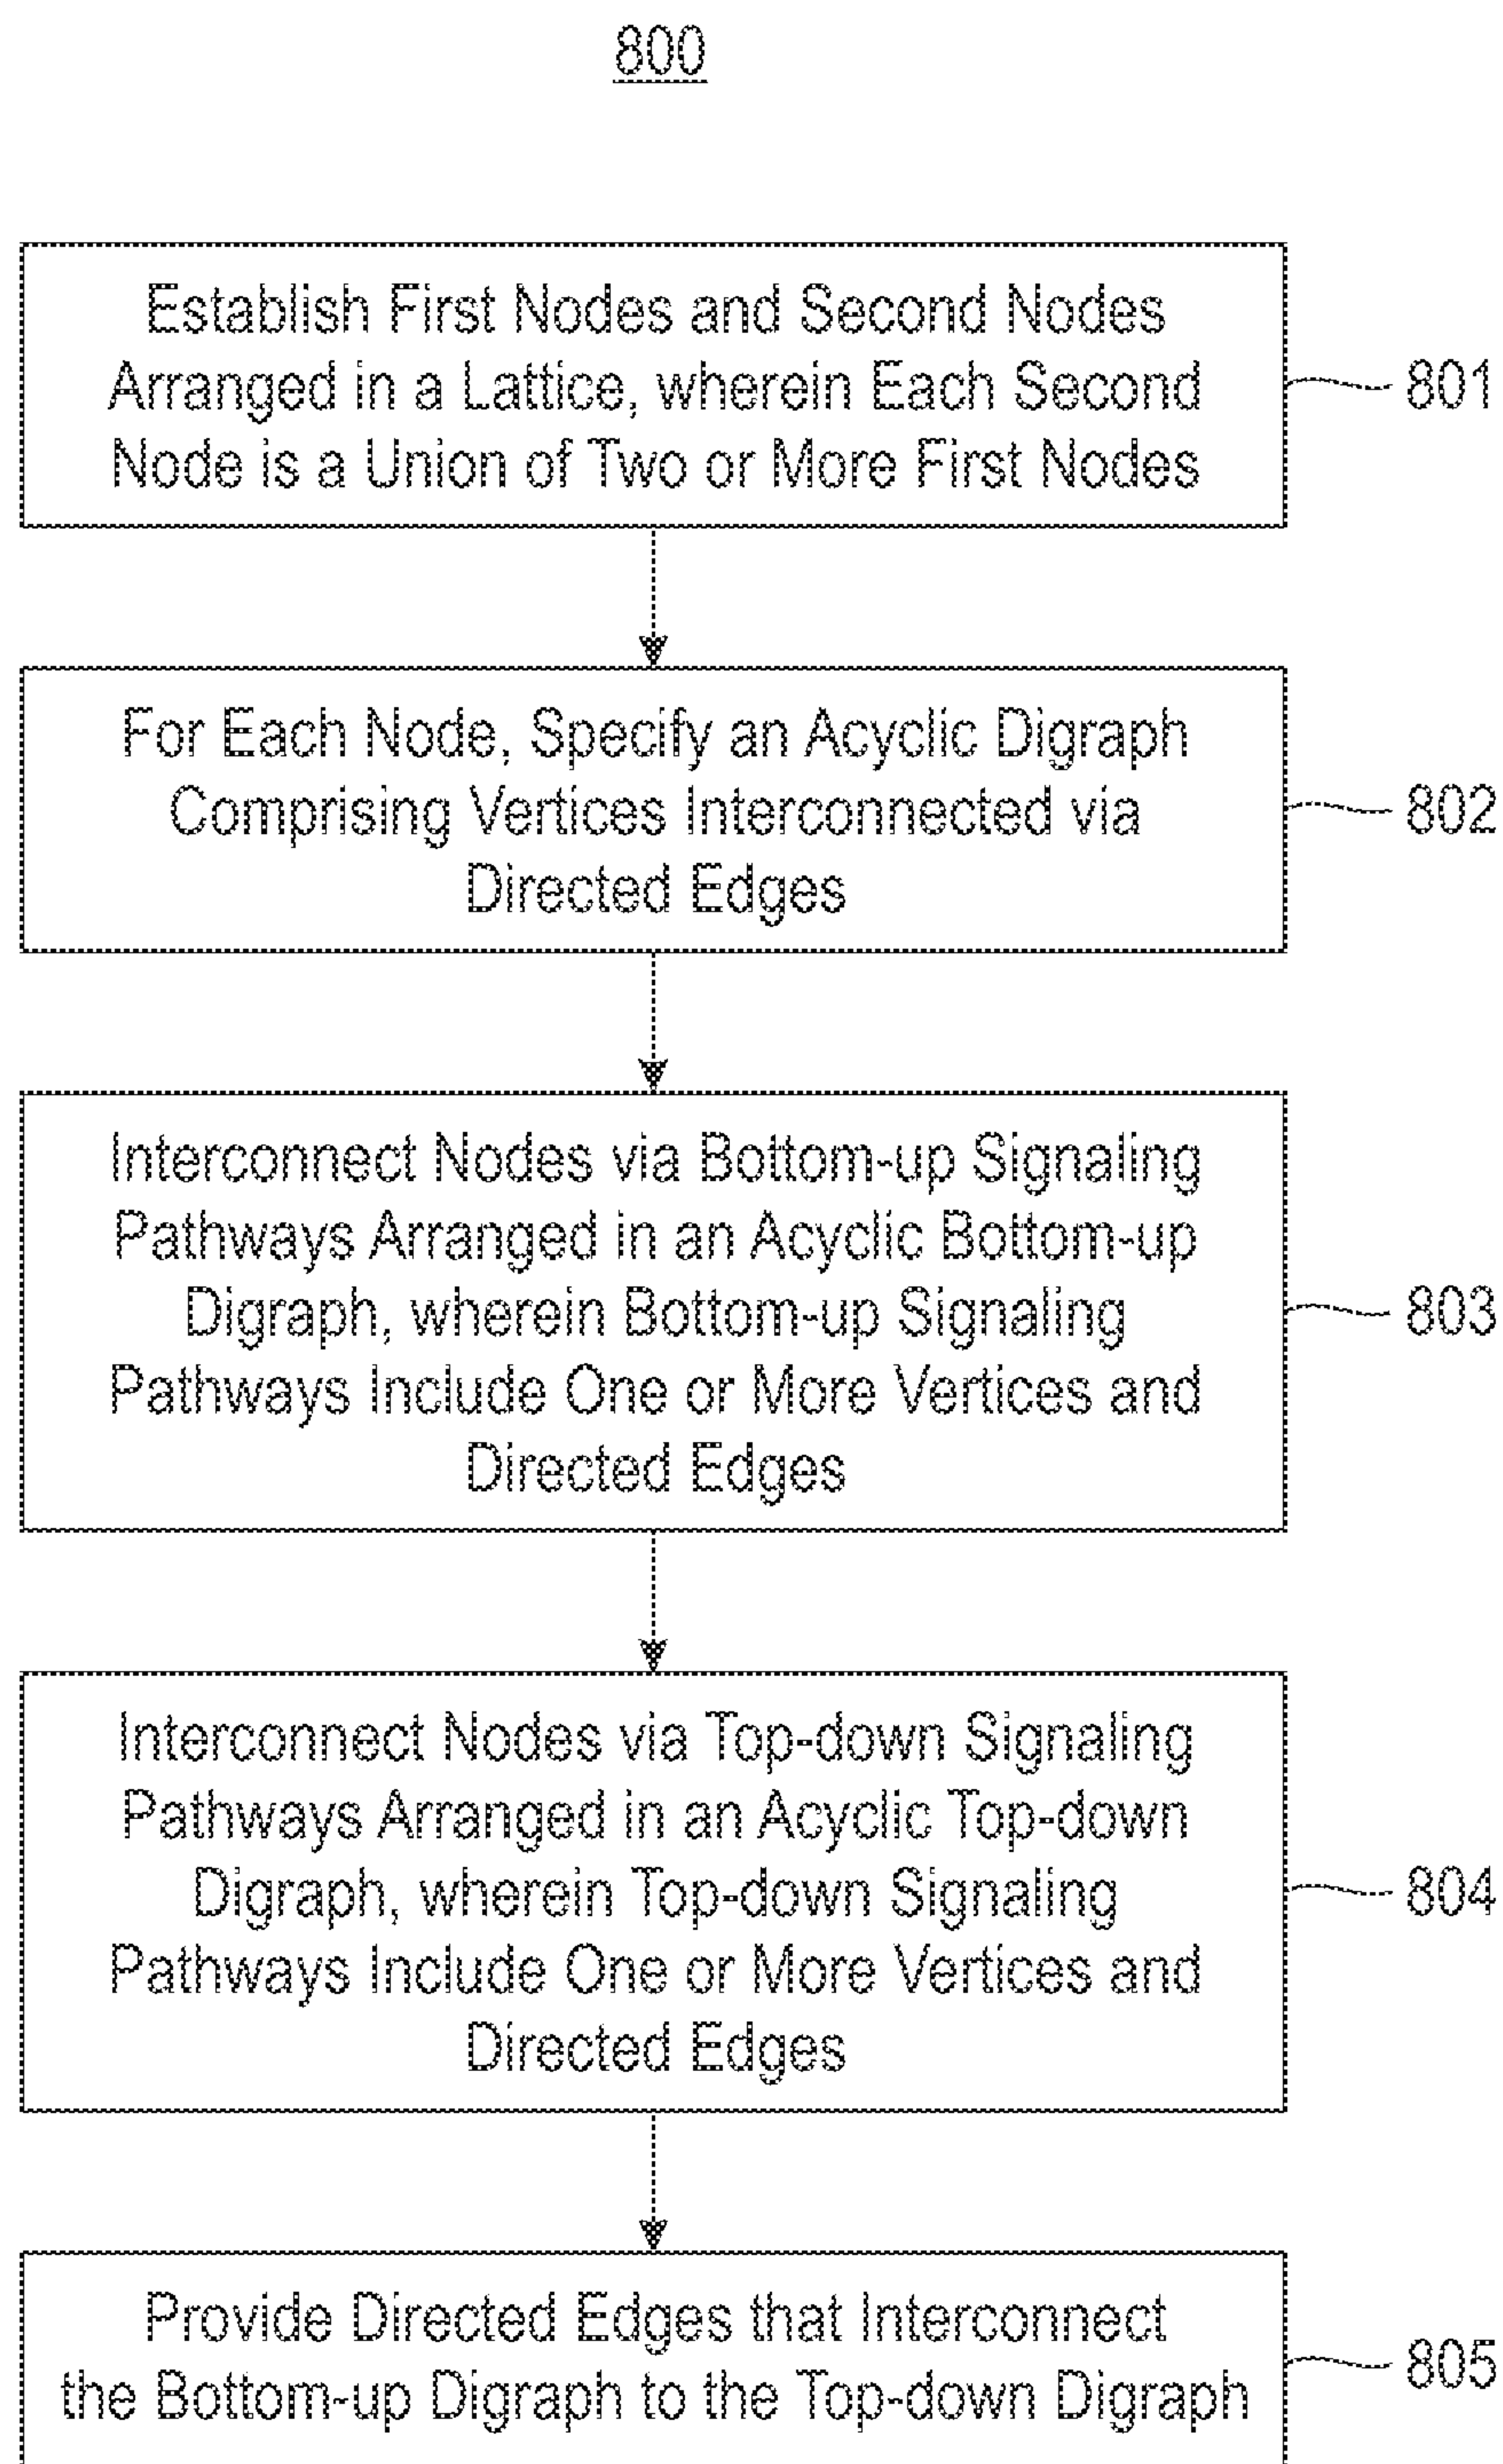 800
Establish First Nodes and Second Nodes
Arranged in a Lattice, wherein Each Second
Node is a Union of Two or More First Nodes
801
For Each Node, Specify an Acyclic Digraph
Comprising Vertices Interconnected via
Directed Edges
802
Interconnect Nodes via Bottom-up Signaling
Pathways Arranged in an Acyclic Bottom-up
Digraph, wherein Bottom-up Signaling
Pathways Include One or More Vertices and
Directed Edges
803
Interconnect Nodes via Top-down Signaling
Pathways Arranged in an Acyclic Top-down
Digraph, wherein Top-down Signaling
Pathways Include One or More Vertices and
Directed Edges
804
Provide Directed Edges that Interconnect
the Bottom-up Digraph to the Top-down Digraph
805